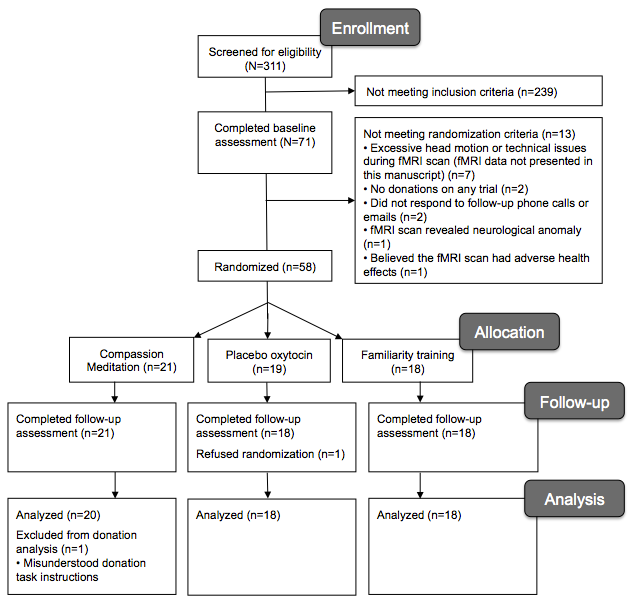 Enrollment
Screened for eligibility
(N=311)
Not meeting inclusion criteria (n=239)
Completed baseline
assessment (N=71)
Not meeting randomization criteria (n=13)
• Excessive head motion or technical issues
during fMRI scan (fMRI data not presented in
this manuscript) (n=7)
• No donations on any trial (n=2)
• Did not respond to follow-up phone calls or
emails (n=2)
• fMRI scan revealed neurological anomaly
(n=1)
• Believed the fMRI scan had adverse health
effects (n=1)
Randomized (n=58)
Allocation
Compassion
Meditation (n=21)
Placebo oxytocin
(n=19)
Familiarity training
(n=18)
Follow-up
Completed follow-up
assessment (n=21)
Completed follow-up
assessment (n=18)
Refused randomization (n=1)
Completed follow-up
assessment (n=18)
Analysis
Analyzed (n=20)
Excluded from donation
analysis (n=1)
• Misunderstood donation
task instructions
Analyzed (n=18)
Analyzed (n=18)